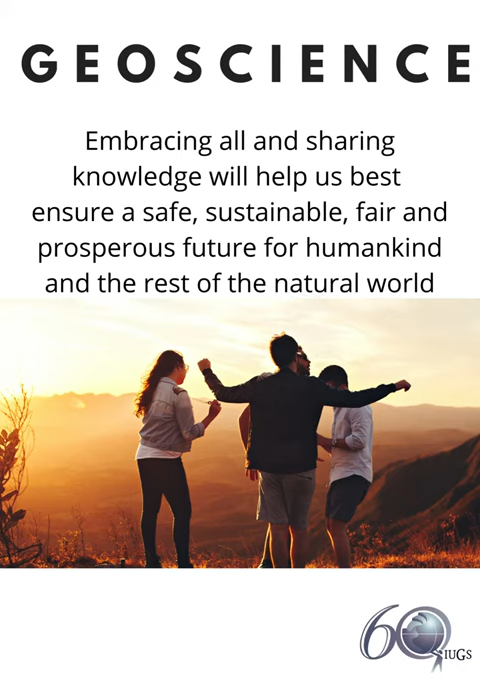 GEOSCIENCE
Embracing all and sharing
knowledge will help us best
ensure a safe, sustainable, fair and
prosperous future for humankind
and the rest of the natural world
60
IUGS